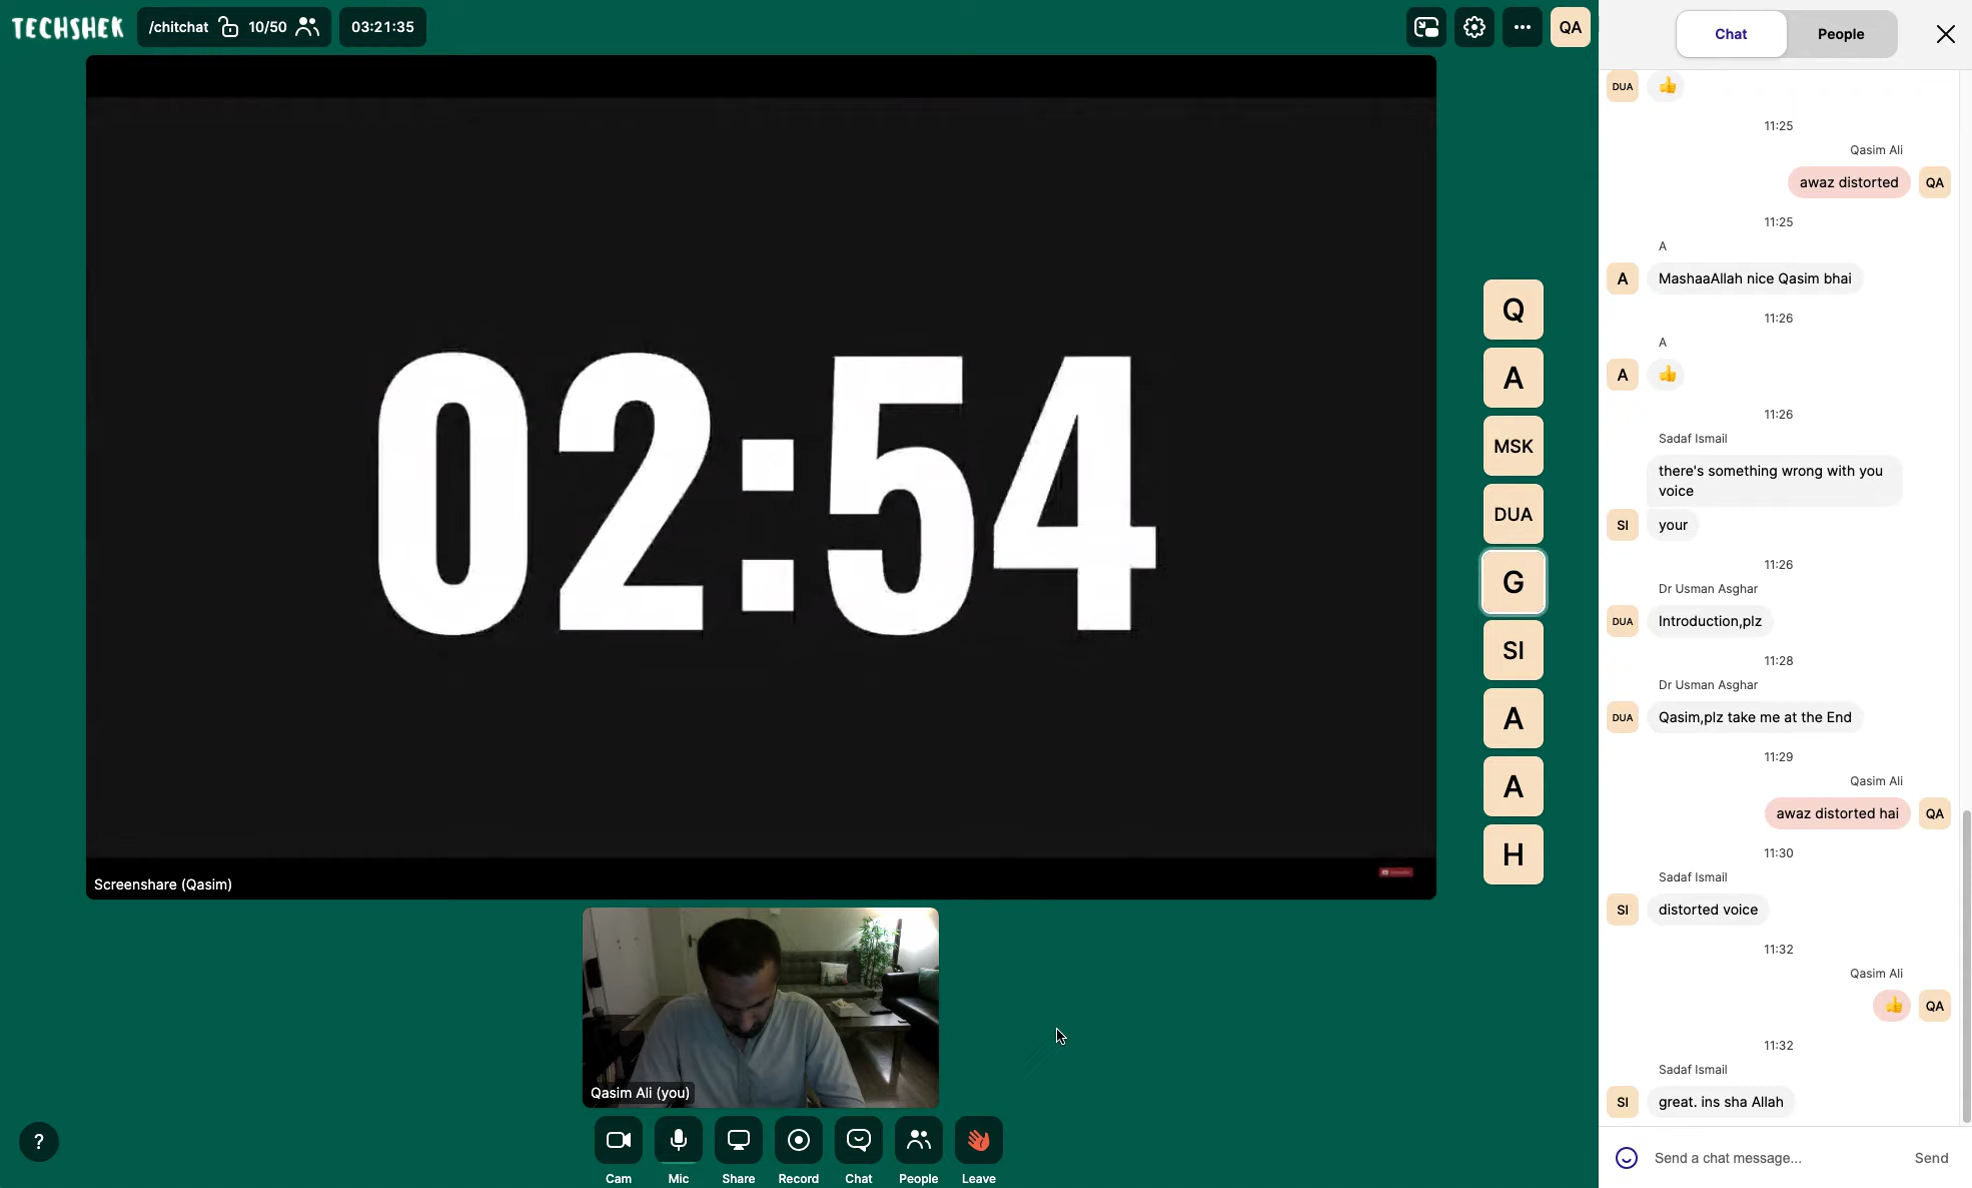 TECHSHEK
/chitchat 10/50
03:21:35
QA
Chat
People
02:54
Screenshare (Qasim)
Q
A
MSK
DUA
G
SI
A
A
H
Qasim Ali (you)
?
Cam
Mic
Share
Record
Chat
People
Leave
DUA
11:25
Qasim Ali
awaz distorted
QA
11:25
A
A
MashaaAllah nice Qasim bhai
11:26
A
A
11:26
Sadaf Ismail
there's something wrong with you
voice
SI
your
11:26
Dr Usman Asghar
DUA
Introduction,plz
11:28
Dr Usman Asghar
DUA
Qasim,plz take me at the End
11:29
Qasim Ali
awaz distorted hai
QA
11:30
Sadaf Ismail
SI
distorted voice
11:32
Qasim Ali
QA
11:32
Sadaf Ismail
SI
great. ins sha Allah
Send a chat message...
Send